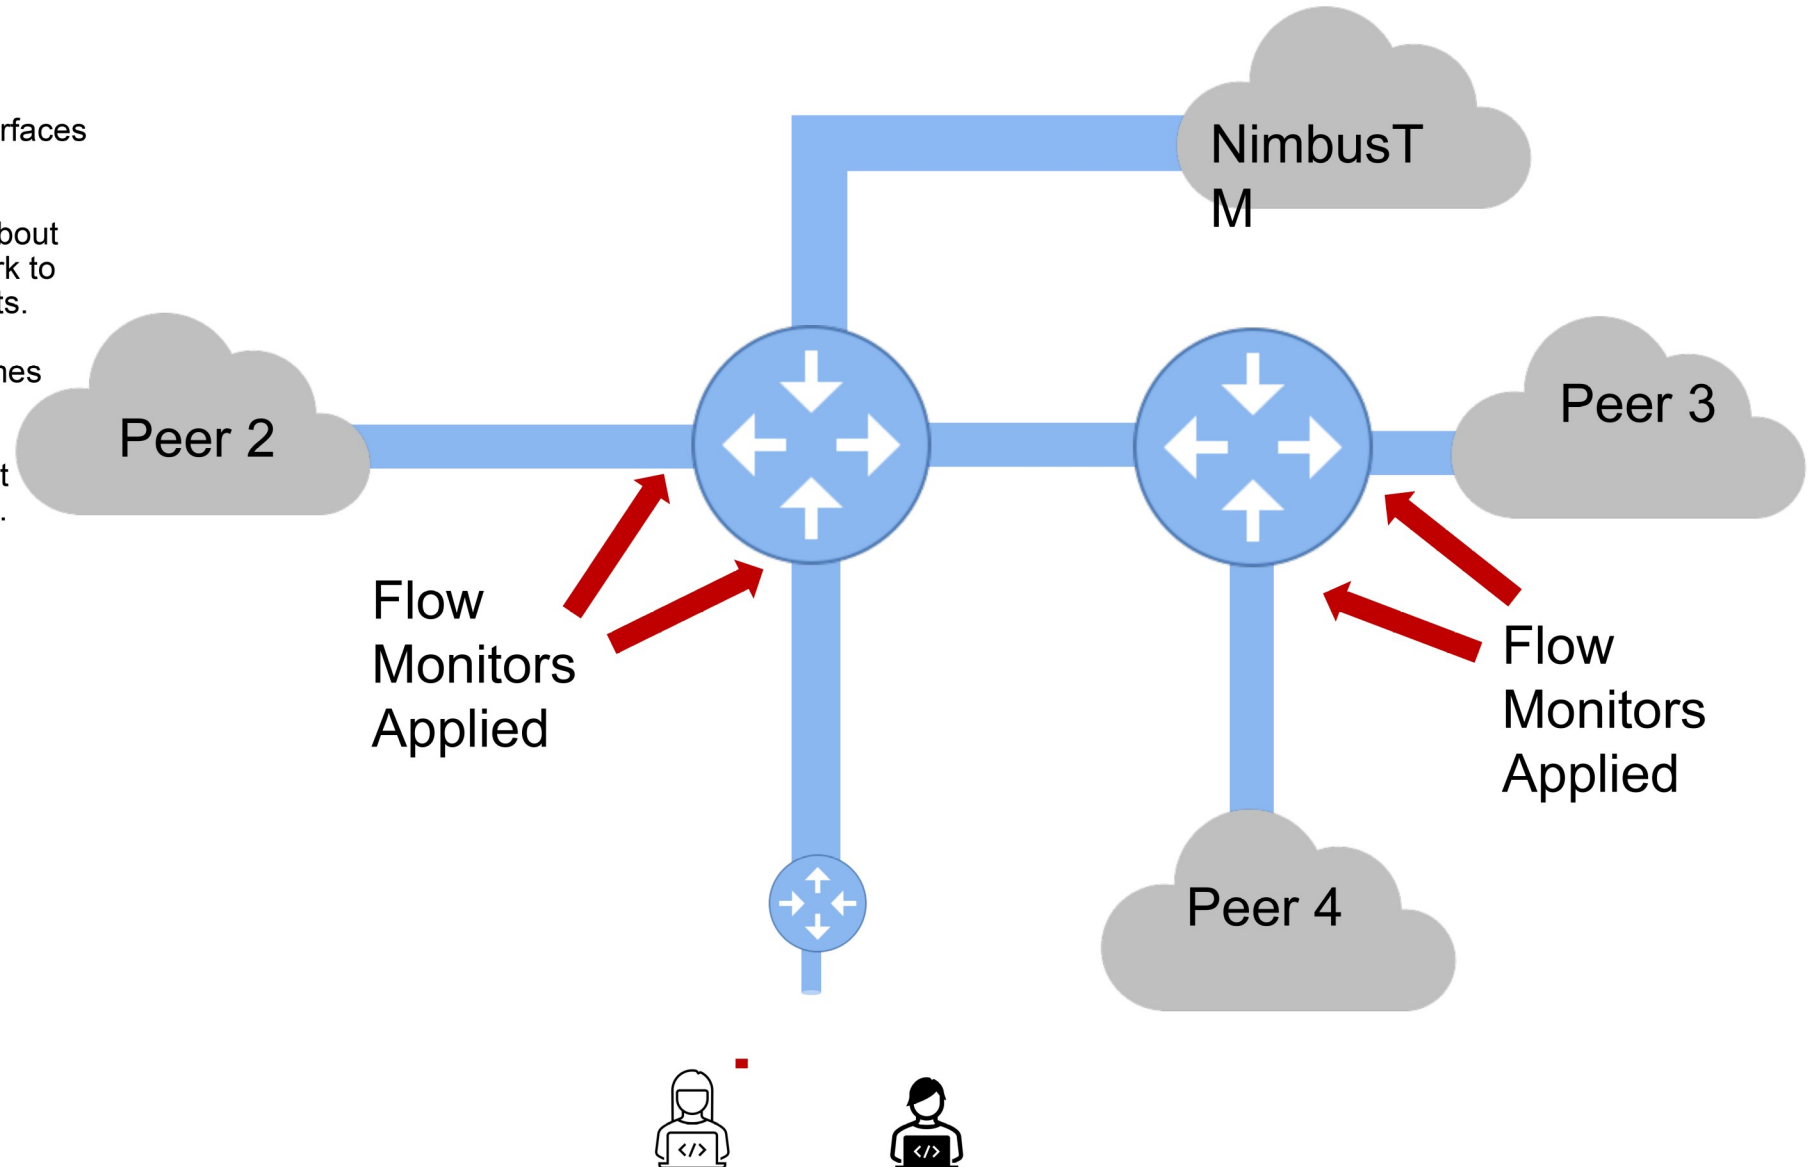 rfaces
bout
rk to
ts.
nes
t
.
NimbusT
M
Peer 2
Peer 3
Flow
Monitors
Applied
Flow
Monitors
Applied
Peer 4
</>
</>